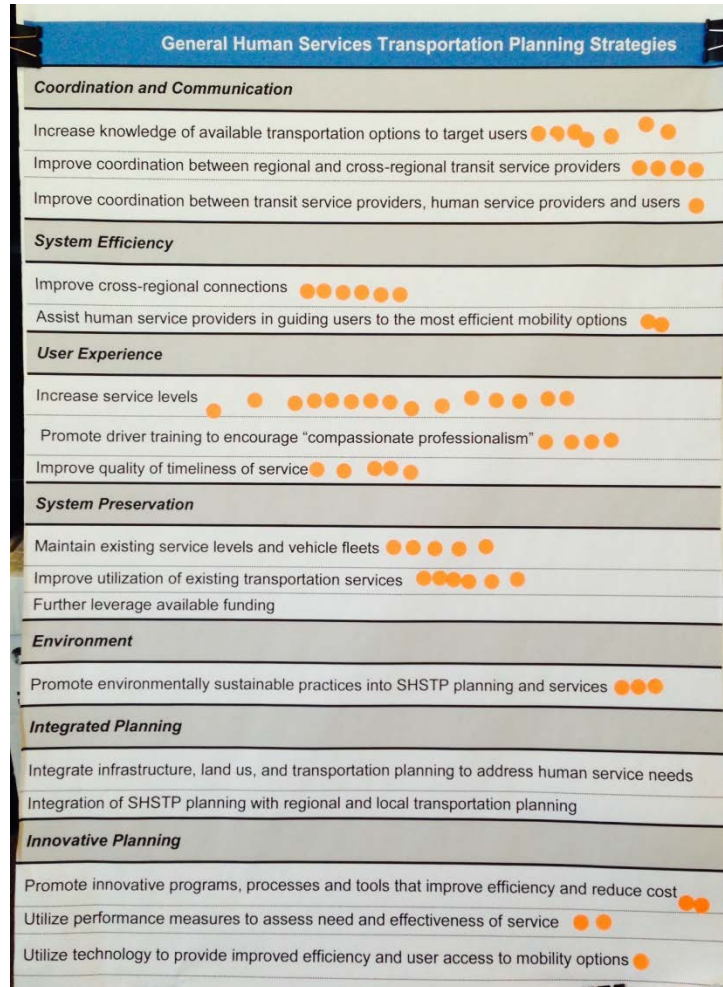 General Human Services Transportation Planning Strategies
Coordination and Communication
Increase knowledge of available transportation options to target users
Improve coordination between regional and cross-regional transit service providers
Improve coordination between transit service providers, human service providers and users
System Efficiency
Improve cross-regional connections
Assist human service providers in guiding users to the most efficient mobility options
User Experience
Increase service levels
Promote driver training to encourage “compassionate professionalism”
Improve quality of timeliness of service
System Preservation
Maintain existing service levels and vehicle fleets
Improve utilization of existing transportation services
Further leverage available funding
Environment
Promote environmentally sustainable practices into SHSTP planning and services
Integrated Planning
Integrate infrastructure, land us, and transportation planning to address human service needs
Integration of SHSTP planning with regional and local transportation planning
Innovative Planning
Promote innovative programs, processes and tools that improve efficiency and reduce cost
Utilize performance measures to assess need and effectiveness of service
Utilize technology to provide improved efficiency and user access to mobility options